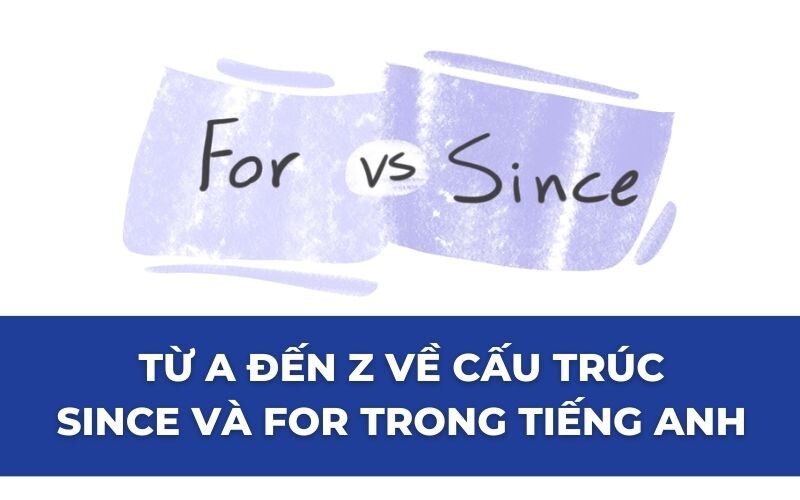 For vs Since
TỪ A ĐẾN Z VỀ CẤU TRÚC
SINCE VÀ FOR TRONG TIẾNG ANH